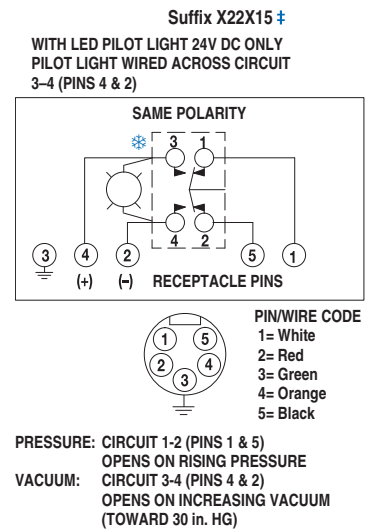 Suffix X22X15 ‡
WITH LED PILOT LIGHT 24V DC ONLY
PILOT LIGHT WIRED ACROSS CIRCUIT
3–4 (PINS 4 & 2)
SAME POLARITY
3 1
4 2
3 4 2 5 1
(+) (–) RECEPTACLE PINS
PIN/WIRE CODE
1= White
2= Red
3= Green
4= Orange
5= Black
1 5
2 4
3
PRESSURE: CIRCUIT 1-2 (PINS 1 & 5)
OPENS ON RISING PRESSURE
VACUUM: CIRCUIT 3-4 (PINS 4 & 2)
OPENS ON INCREASING VACUUM
(TOWARD 30 in. HG)